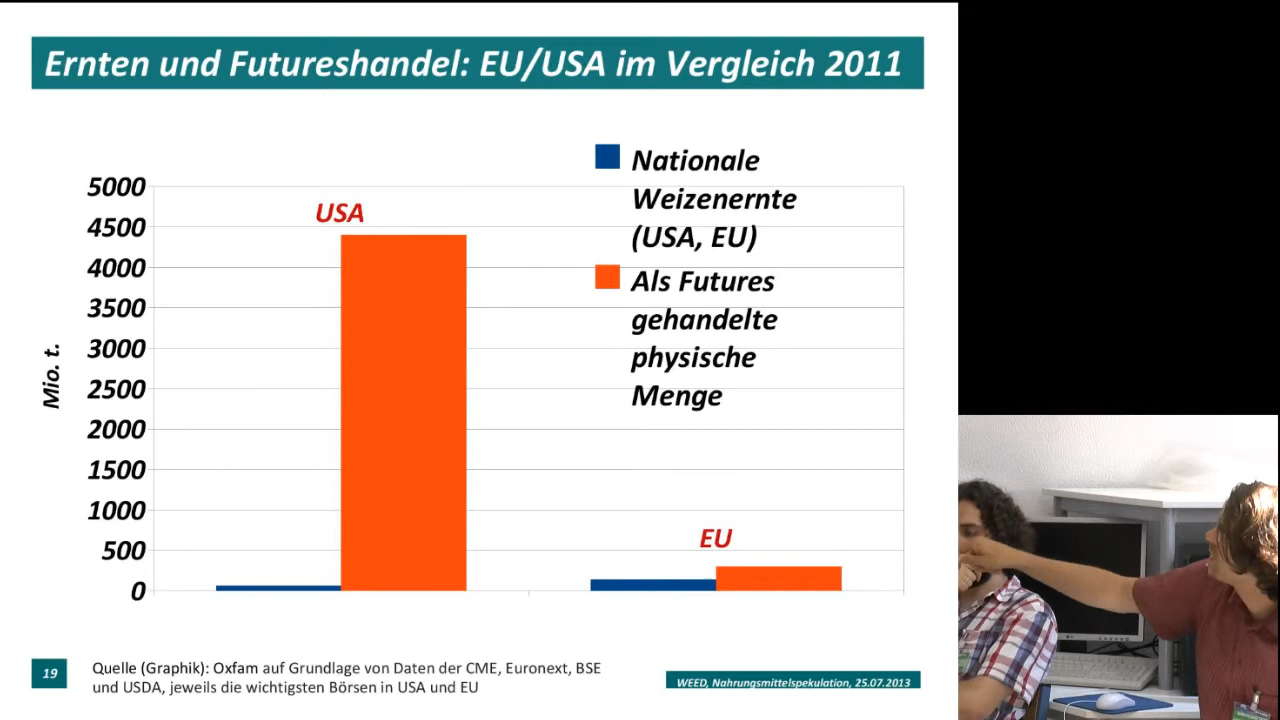 Ernten und Futureshandel: EU/USA im Vergleich 2011
Nationale
Weizenernte
(USA, EU)
Als Futures
gehandelte
physische
Menge
5000
4500
4000
3500
3000
2500
2000
1500
1000
500
0
Mio. t.
USA
EU
19
Quelle (Graphik): Oxfam auf Grundlage von Daten der CME, Euronext, BSE
und USDA, jeweils die wichtigsten Börsen in USA und EU
WEED, Nahrungsmittelspekulation, 25.07.2013